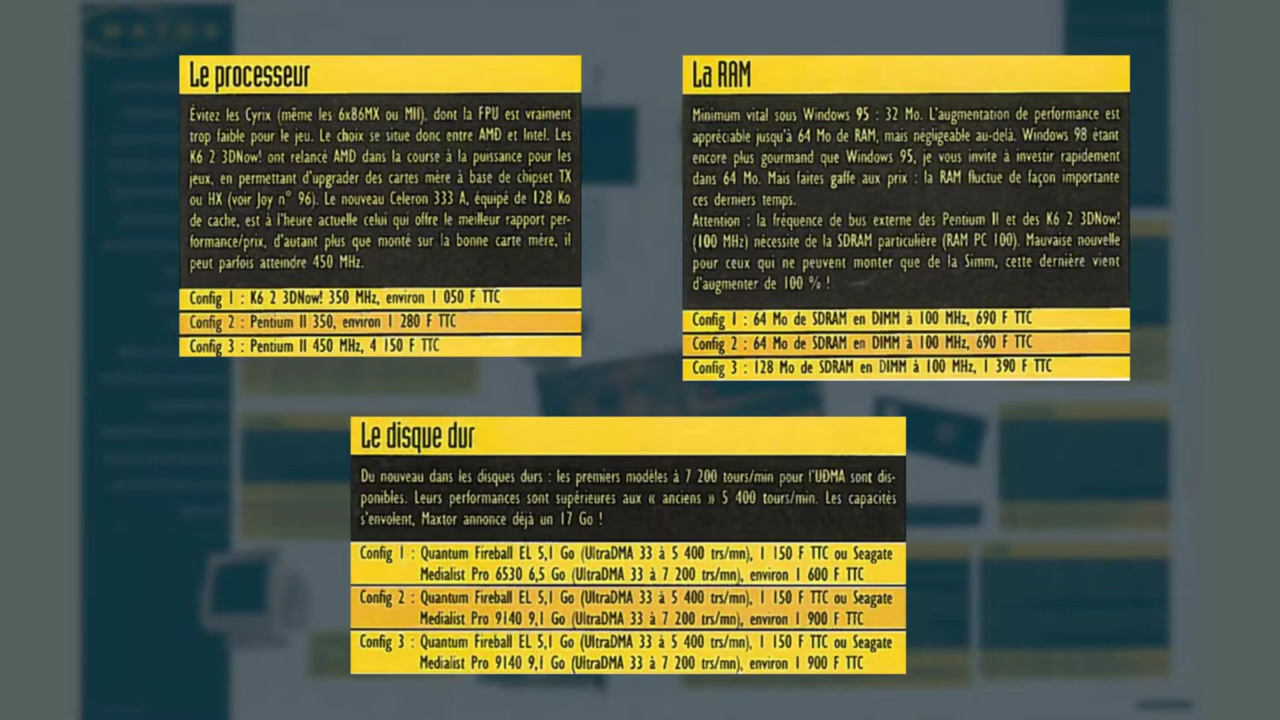 Le processeur
Évitez les Cyrix (même les 6x86MX ou MII), dont la FPU est vraiment
trop faible pour le jeu. Le choix se situe donc entre AMD et Intel. Les
K6 2 3DNow! ont relancé AMD dans la course à la puissance pour les
jeux, en permettant d'upgrader des cartes mère à base de chipset TX
ou HX (voir Joy n° 96). Le nouveau Celeron 333 A, équipé de 128 Ko
de cache, est à l'heure actuelle celui qui offre le meilleur rapport per-
formance/prix, d'autant plus que monté sur la bonne carte mére, il
peut parfois atteindre 450 MHz.
Config 1 : K6 2 3DNow! 350 MHz, environ 1 050 F TTC
Config 2 : Pentium II 350, environ 1 280 F TTC
Config 3 : Pentium II 450 MHz, 4 150 F TTC
La RAM
Minimum vital sous Windows 95 : 32 Mo. L'augmentation de performance est
appréciable jusqu'à 64 Mo de RAM, mais négligeable au-delà. Windows 98 étant
encore plus gourmand que Windows 95, je vous invite à investir rapidement
dans 64 Mo. Mais faites gaffe aux prix : la RAM fluctue de façon importante
ces derniers temps.
Attention : la fréquence de bus externe des Pentium II et des K6 2 3DNow!
(100 MHz) nécessite de la SDRAM particulière (RAM PC 100). Mauvaise nouvelle
pour ceux qui ne peuvent monter que de la Simm, cette dernière vient
d'augmenter de 100 % !
Config 1 : 64 Mo de SDRAM en DIMM à 100 MHz, 690 F TTC
Config 2 : 64 Mo de SDRAM en DIMM à 100 MHz, 690 F TTC
Config 3 : 128 Mo de SDRAM en DIMM à 100 MHz, 1 390 F TTC
Le disque dur
Du nouveau dans les disques durs : les premiers modèles à 7 200 tours/min pour l'UDMA sont dis-
ponibles. Leurs performances sont supérieures aux « anciens » 5 400 tours/min. Les capacités
s'envolent, Maxtor annonce déjà un 17 Go !
Config 1 : Quantum Fireball EL 5,1 Go (UltraDMA 33 à 5 400 trs/mn), 1 150 F TTC ou Seagate
Medialist Pro 6530 6,5 Go (UltraDMA 33 à 7 200 trs/mn), environ 1 600 F TTC
Config 2 : Quantum Fireball EL 5,1 Go (UltraDMA 33 à 5 400 trs/mn), 1 150 F TTC ou Seagate
Medialist Pro 9140 9,1 Go (UltraDMA 33 à 7 200 trs/mn), environ 1 900 F TTC
Config 3 : Quantum Fireball EL 5,1 Go (UltraDMA 33 à 5 400 trs/mn), 1 150 F TTC ou Seagate
Medialist Pro 9140 9,1 Go (UltraDMA 33 à 7 200 trs/mn), environ 1 900 F TTC